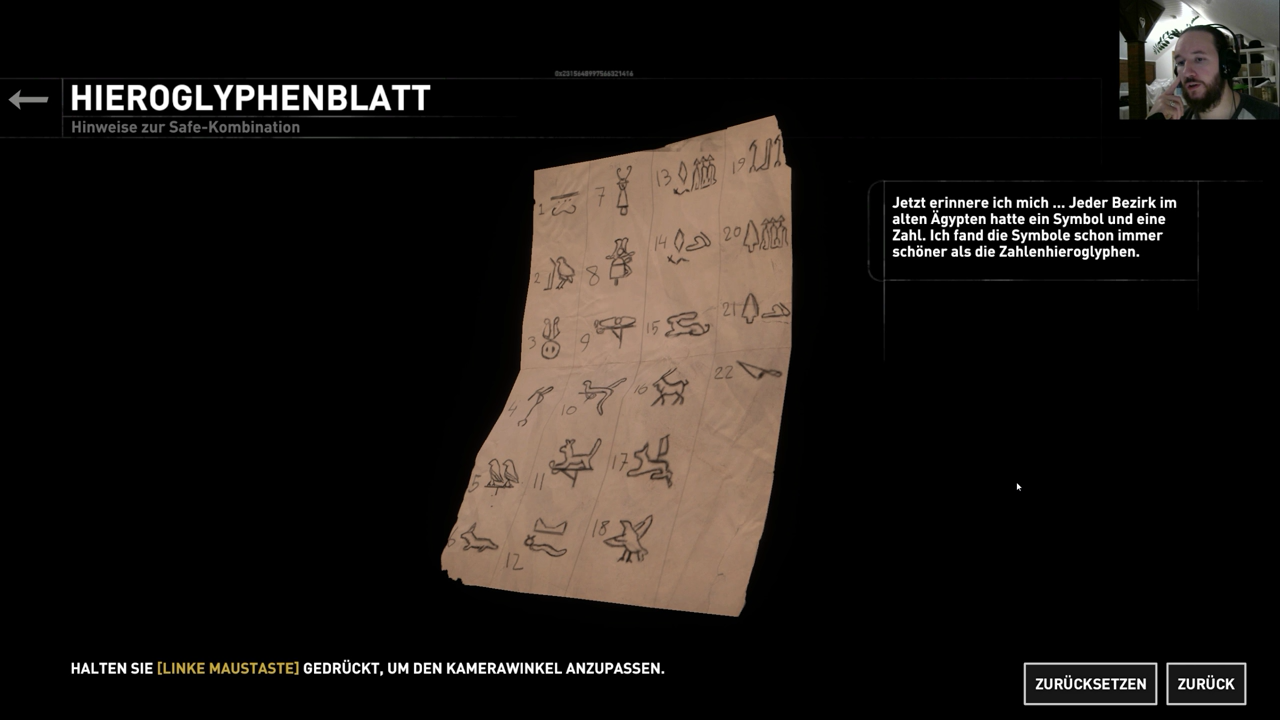 0x2315648997566021416
HIEROGLYPHENBLATT
Hinweise zur Safe-Kombination
Jetzt erinnere ich mich ... Jeder Bezirk im
alten Ägypten hatte ein Symbol und eine
Zahl. Ich fand die Symbole schon immer
schöner als die Zahlenhieroglyphen.
1 7 13 19
2 8 14 20
3 9 15 21
4 10 16 22
5 11 17
6 12 18
HALTEN SIE [LINKE MAUSTASTE] GEDRÜCKT, UM DEN KAMERAWINKEL ANZUPASSEN.
ZURÜCKSETZEN ZURÜCK